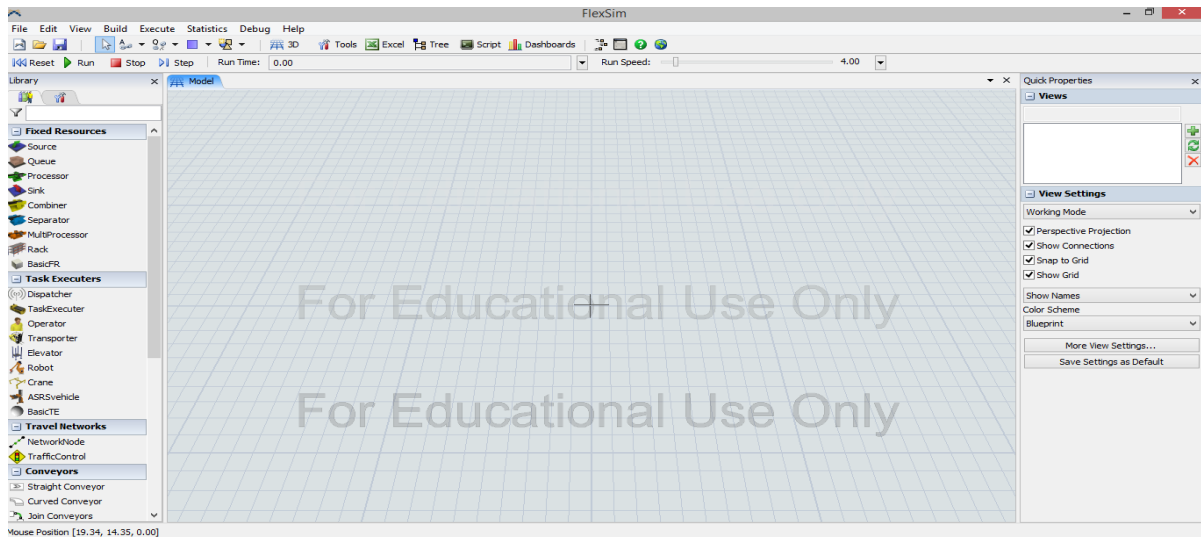 FlexSim
File Edit View Build Execute Statistics Debug Help
3D Tools Excel Tree Script Dashboards
Reset Run Stop Step Run Time: 0.00 Run Speed: 4.00
Library
Model
Quick Properties
Views
Fixed Resources
Source
Queue
Processor
Sink
Combiner
Separator
MultiProcessor
Rack
BasicFR
Task Executers
Dispatcher
TaskExecuter
Operator
Transporter
Elevator
Robot
Crane
ASRSvehicle
BasicTE
Travel Networks
NetworkNode
TrafficControl
Conveyors
Straight Conveyor
Curved Conveyor
Join Conveyors
For Educational Use Only
For Educational Use Only
View Settings
Working Mode
Perspective Projection
Show Connections
Snap to Grid
Show Grid
Show Names
Color Scheme
Blueprint
More View Settings...
Save Settings as Default
Mouse Position [19.34, 14.35, 0.00]